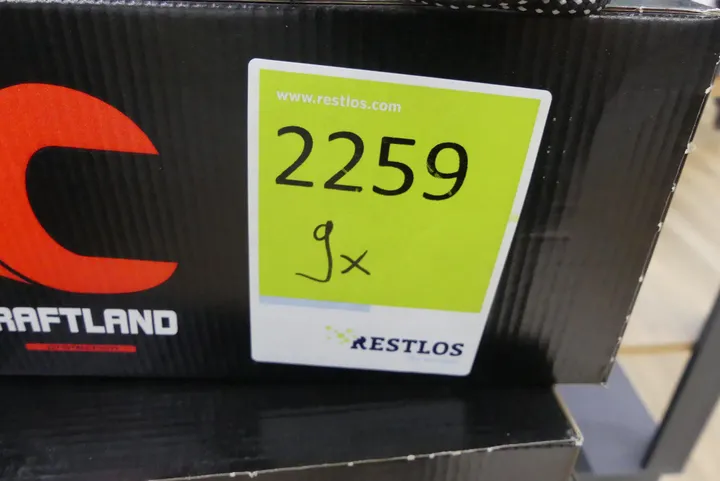 www.restlos.com
2259
9x
RAFTLAND
RESTLOS